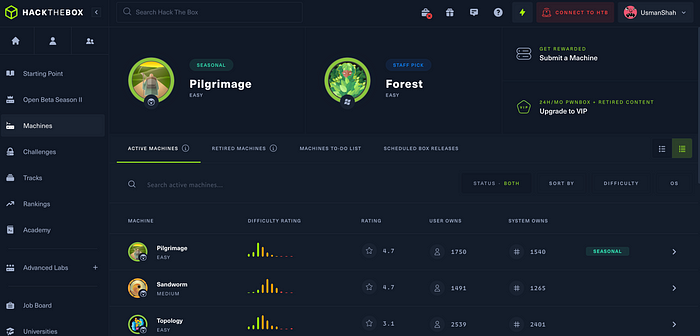 HACKTHEBOX
Search Hack The Box
CONNECT TO HTB
UsmanShah
Starting Point
Open Beta Season II
Machines
Challenges
Tracks
Rankings
Academy
Advanced Labs
Job Board
Universities
SEASONAL
Pilgrimage
EASY
STAFF PICK
Forest
EASY
GET REWARDED
Submit a Machine
VIP
24H/MO PWNBOX + RETIRED CONTENT
Upgrade to VIP
ACTIVE MACHINES
RETIRED MACHINES
MACHINES TO-DO LIST
SCHEDULED BOX RELEASES
Search active machines...
STATUS - BOTH
SORT BY
DIFFICULTY
OS
MACHINE
DIFFICULTY RATING
RATING
USER OWNS
SYSTEM OWNS
Pilgrimage
EASY
4.7
1750
1540
SEASONAL
Sandworm
MEDIUM
4.7
1491
1265
Topology
EASY
3.1
2539
2401